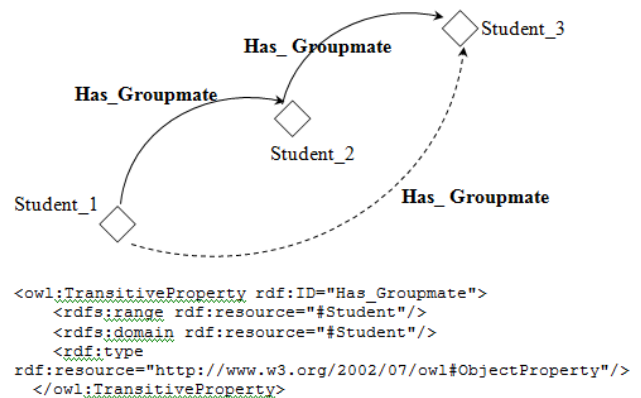 Student_3
Has_ Groupmate
Has_Groupmate
Student_2
Student_1
Has_ Groupmate
<owl:TransitiveProperty rdf:ID="Has_Groupmate">
<rdfs:range rdf:resource="#Student"/>
<rdfs:domain rdf:resource="#Student"/>
<rdf:type
rdf:resource="http://www.w3.org/2002/07/owl#ObjectProperty"/>
</owl:TransitiveProperty>